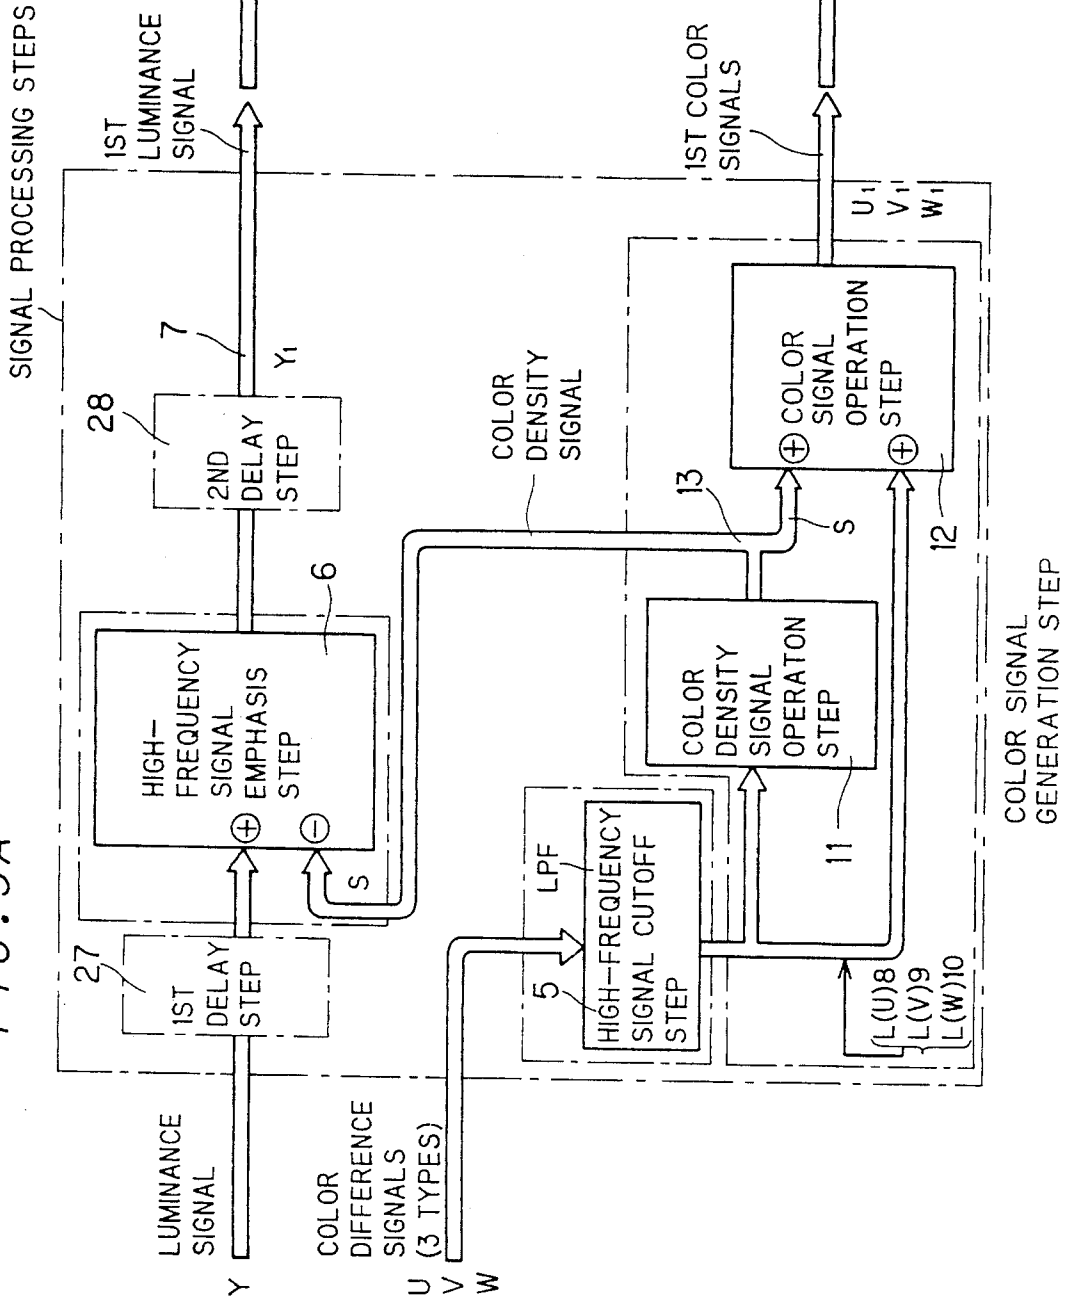 SIGNAL PROCESSING STEPS
LUMINANCE
SIGNAL
Y
27
1ST
DELAY
STEP
HIGH-
FREQUENCY
SIGNAL
EMPHASIS
STEP
⊕
⊖
S
6
28
2ND
DELAY
STEP
7
Y1
1ST
LUMINANCE
SIGNAL
COLOR
DIFFERENCE
SIGNALS
(3 TYPES)
U
V
W
5
LPF
HIGH-FREQUENCY
SIGNAL CUTOFF
STEP
L(U)8
L(V)9
L(W)10
COLOR
DENSITY
SIGNAL
OPERATON
STEP
11
13
COLOR
DENSITY
SIGNAL
S
⊕ COLOR
SIGNAL
OPERATION
STEP
⊕
12
U1
V1
W1
1ST COLOR
SIGNALS
COLOR SIGNAL
GENERATION STEP